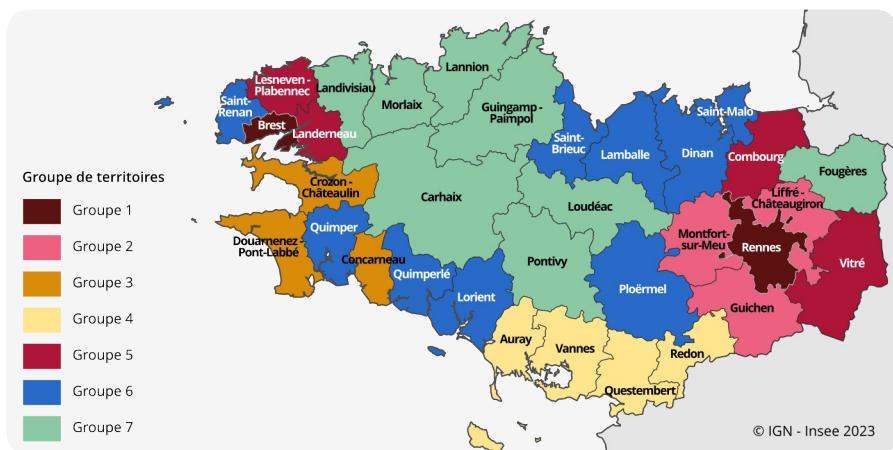 Lesneven -
Plabennec
Landivisiau
Lannion
Morlaix
Guingamp -
Paimpol
Saint-
Renan
Brest
Landerneau
Saint-
Brieuc
Lamballe
Dinan
Saint-Malo
Combourg
Fougères
Crozon -
Châteaulin
Carhaix
Loudéac
Liffré -
Châteaugiron
Montfort-
sur-Meu
Rennes
Vitré
Quimper
Douarnenez -
Pont-Labbé
Concarneau
Quimperlé
Lorient
Pontivy
Ploërmel
Guichen
Auray
Vannes
Redon
Questembert
Groupe de territoires
Groupe 1
Groupe 2
Groupe 3
Groupe 4
Groupe 5
Groupe 6
Groupe 7
© IGN - Insee 2023